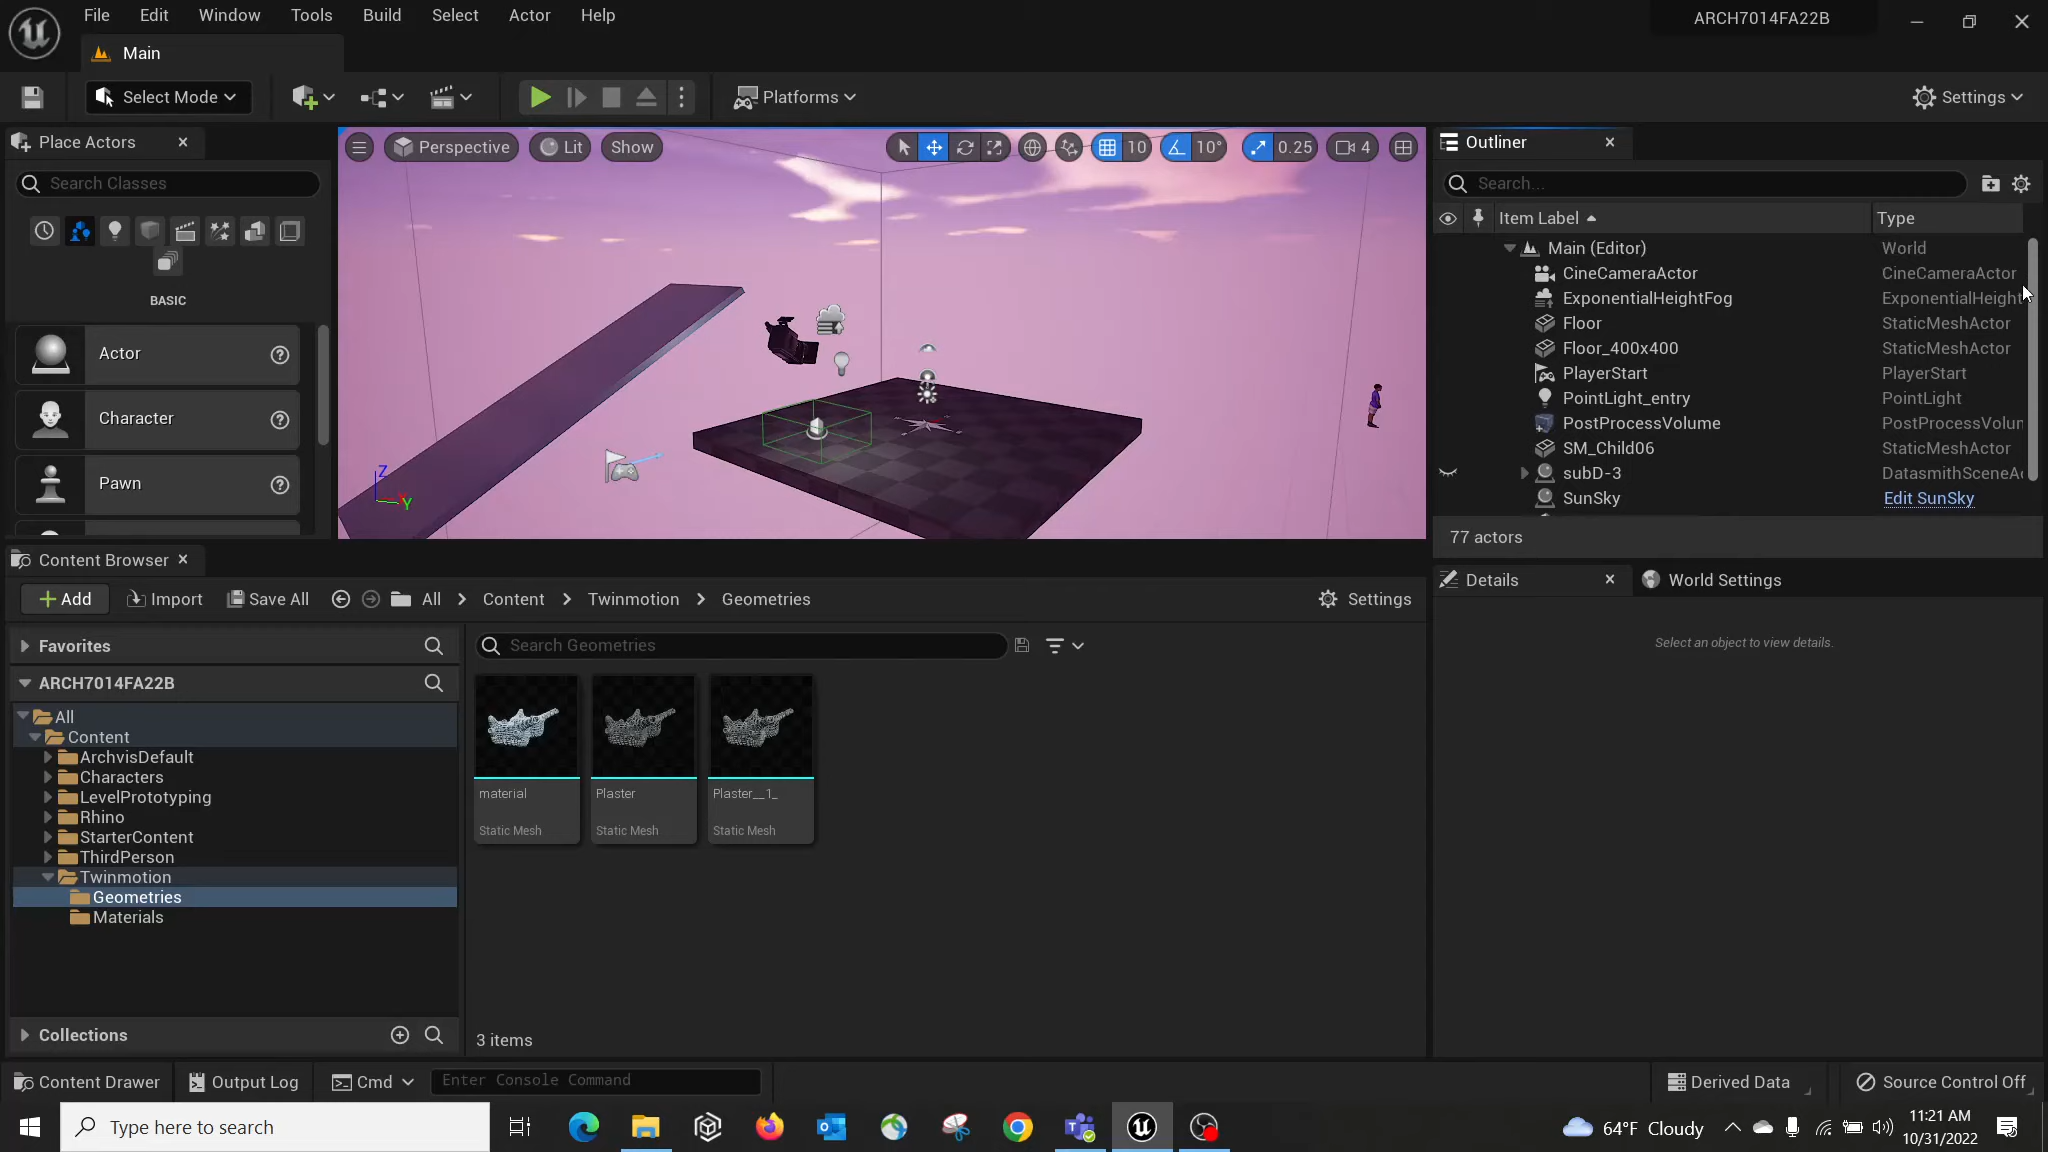 File Edit Window Tools Build Select Actor Help
ARCH7014FA22B
Main
Select Mode
Platforms
Settings
Place Actors
Search Classes
BASIC
Actor
Character
Pawn
Perspective Lit Show
10 10° 0.25 4
Z
Y
Outliner
Search...
Item Label Type
Main (Editor) World
CineCameraActor CineCameraActor
ExponentialHeightFog ExponentialHeight
Floor StaticMeshActor
Floor_400x400 StaticMeshActor
PlayerStart PlayerStart
PointLight_entry PointLight
PostProcessVolume PostProcessVolun
SM_Child06 StaticMeshActor
subD-3 DatasmithSceneAc
SunSky Edit SunSky
77 actors
Content Browser
Add Import Save All All Content Twinmotion Geometries
Settings
Favorites
ARCH7014FA22B
All
Content
ArchvisDefault
Characters
LevelPrototyping
Rhino
StarterContent
ThirdPerson
Twinmotion
Geometries
Materials
Collections
Search Geometries
material Plaster Plaster__1_
Static Mesh Static Mesh Static Mesh
3 items
Details World Settings
Select an object to view details.
Content Drawer Output Log Cmd Enter Console Command
Derived Data Source Control Off
Type here to search
64°F Cloudy
11:21 AM
10/31/2022